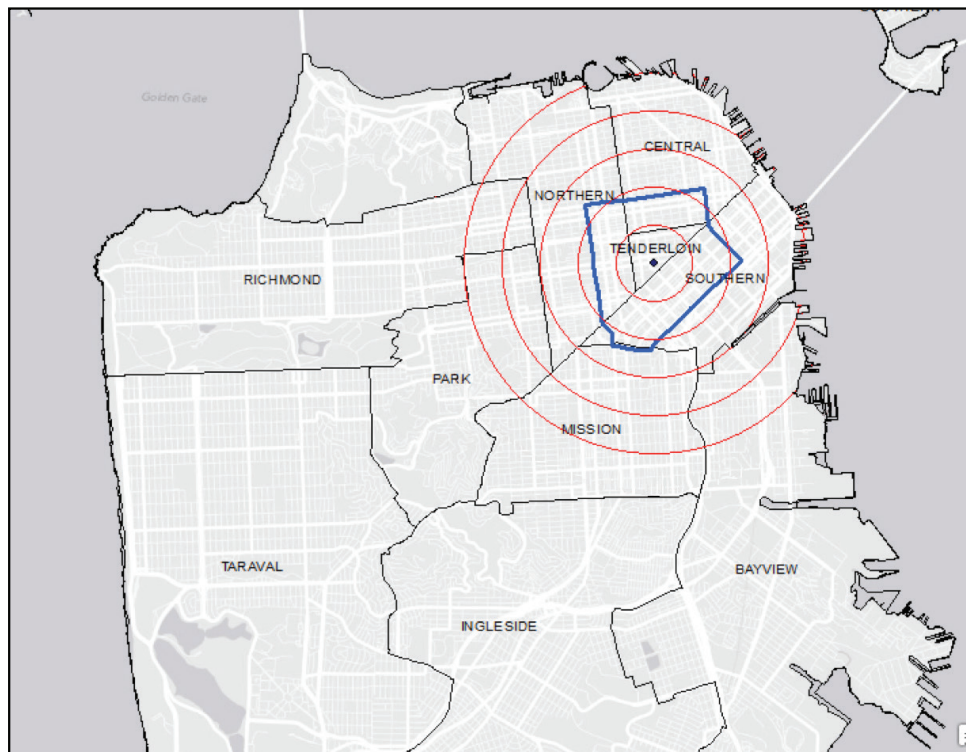 Golden Gate
CENTRAL
NORTHERN
TENDERLOIN
RICHMOND
SOUTHERN
PARK
MISSION
TARAVAL
BAYVIEW
INGLESIDE